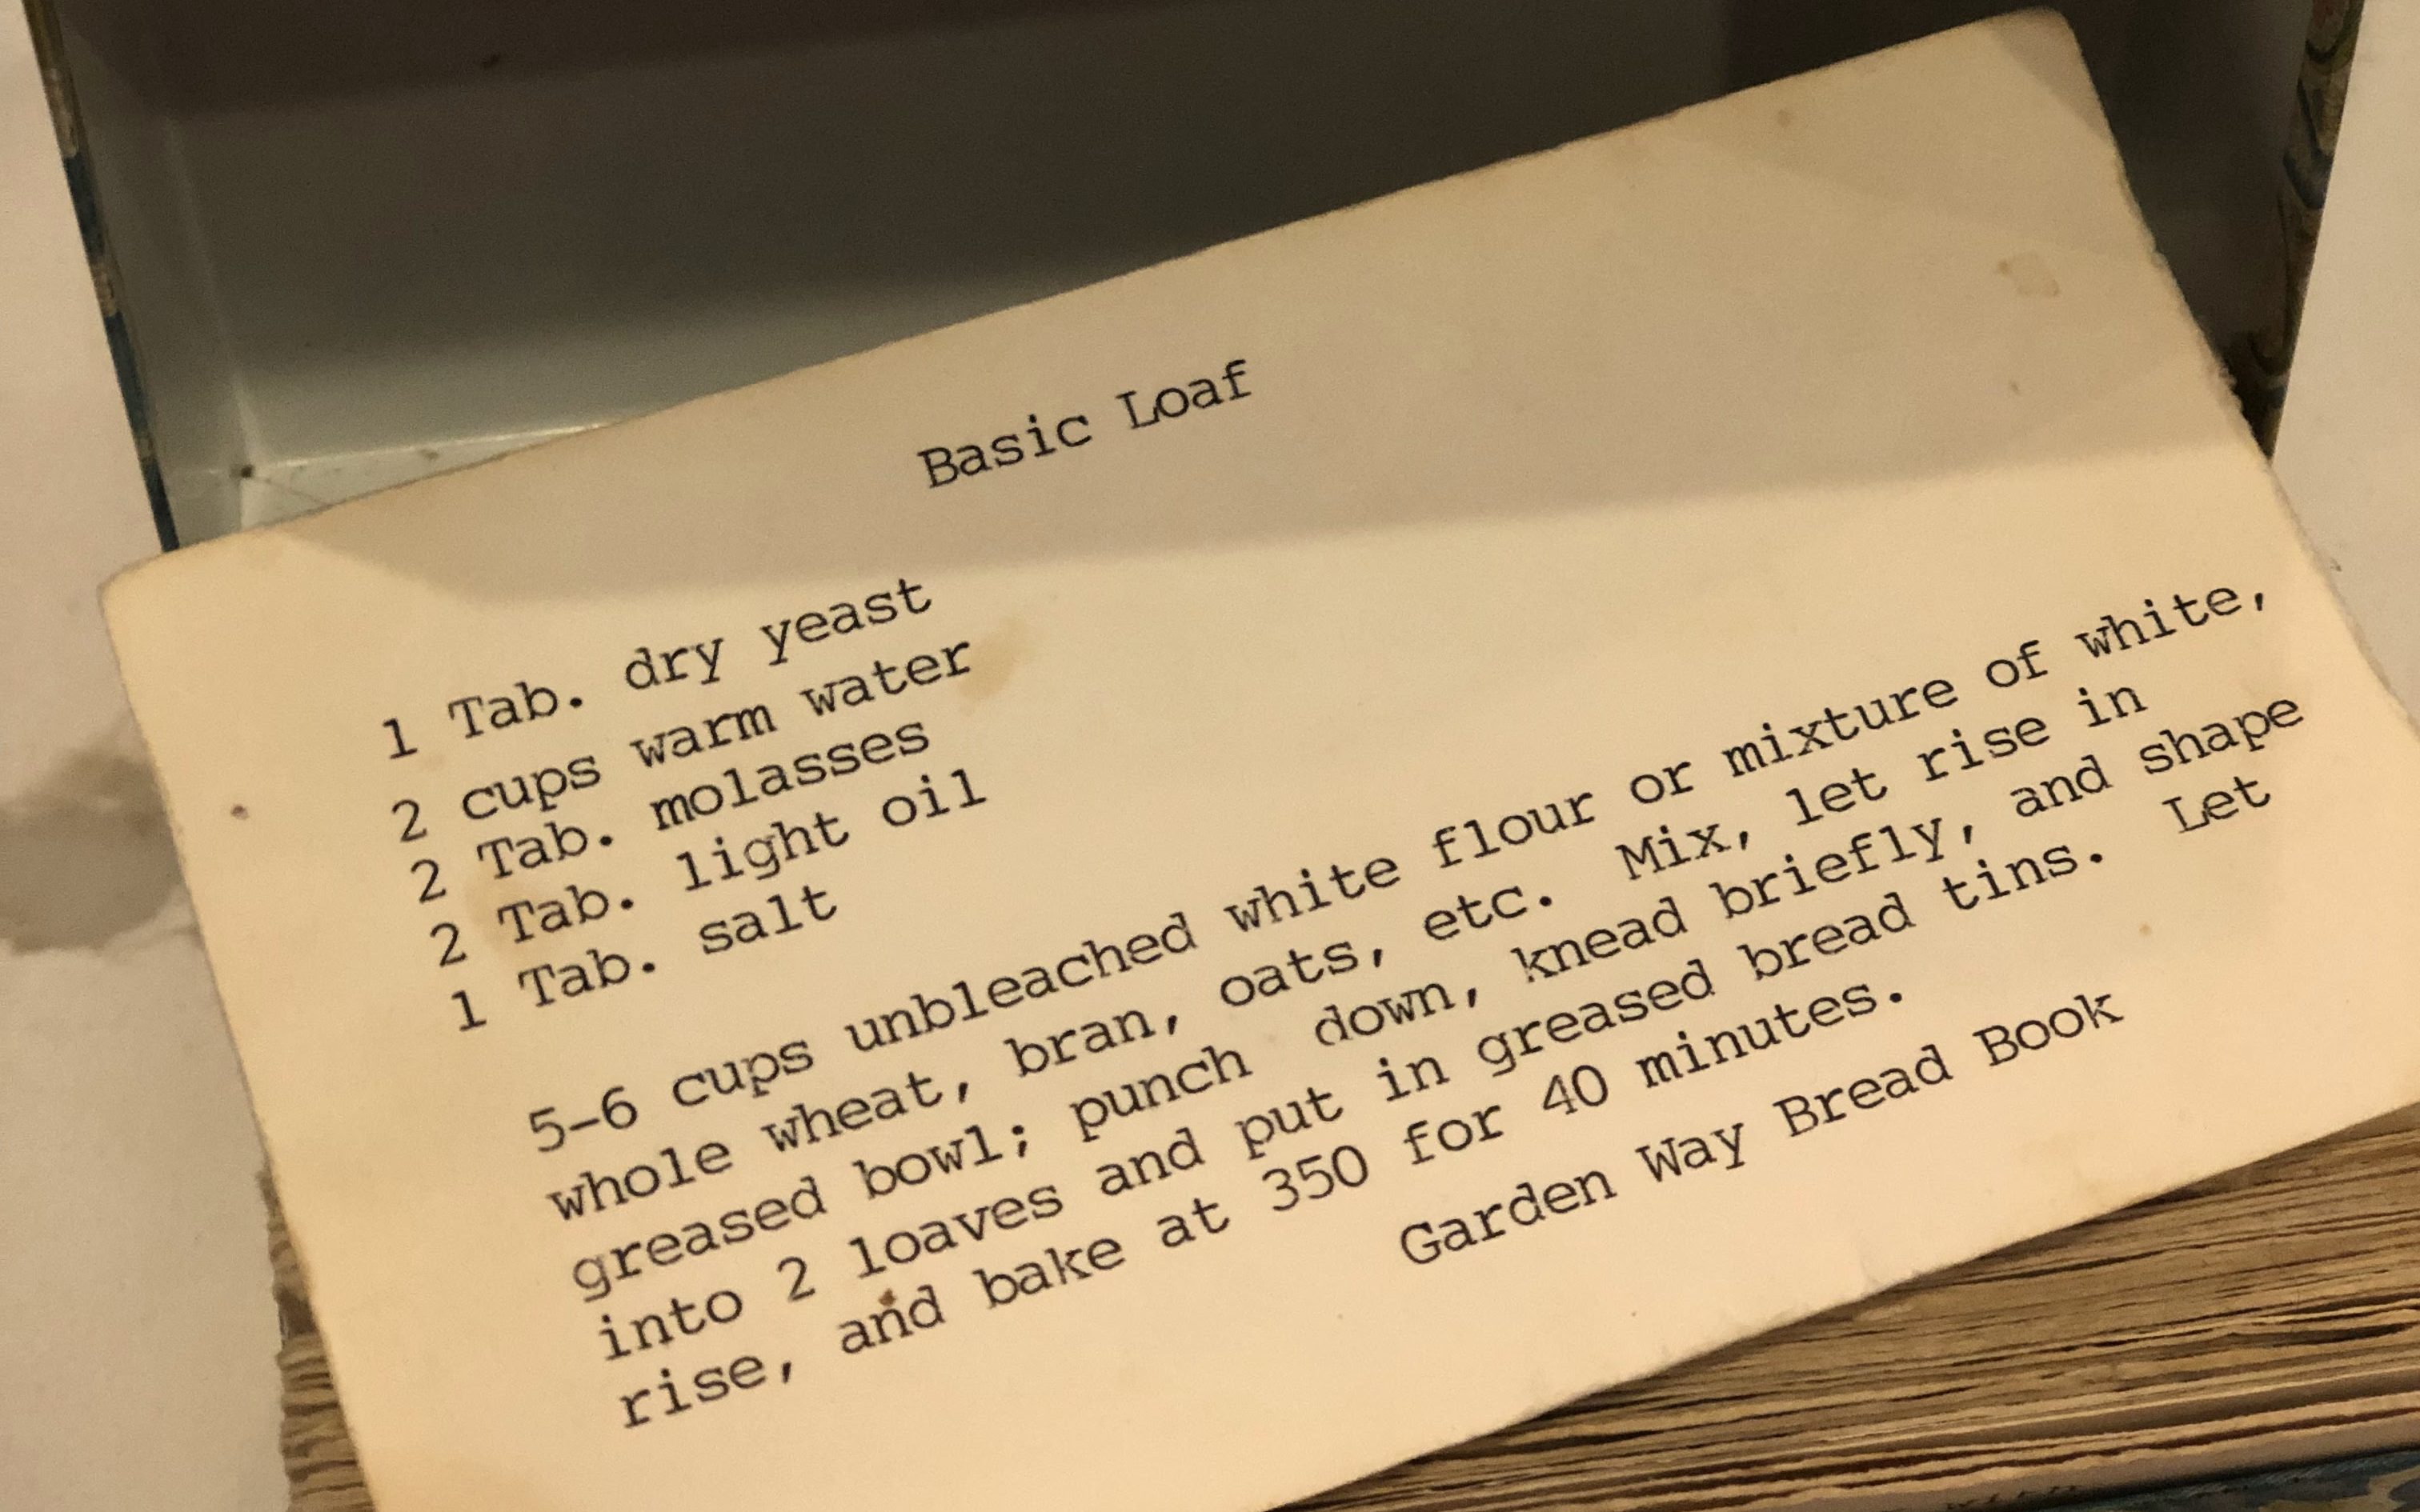 Basic Loaf
1 Tab. dry yeast
2 cups warm water
2 Tab. molasses
2 Tab. light oil
1 Tab. salt
5-6 cups unbleached white flour or mixture of white,
whole wheat, bran, oats, etc.  Mix, let rise in
greased bowl; punch  down, knead briefly, and shape
into 2 loaves and put in greased bread tins.  Let
rise, and bake at 350 for 40 minutes.
Garden Way Bread Book